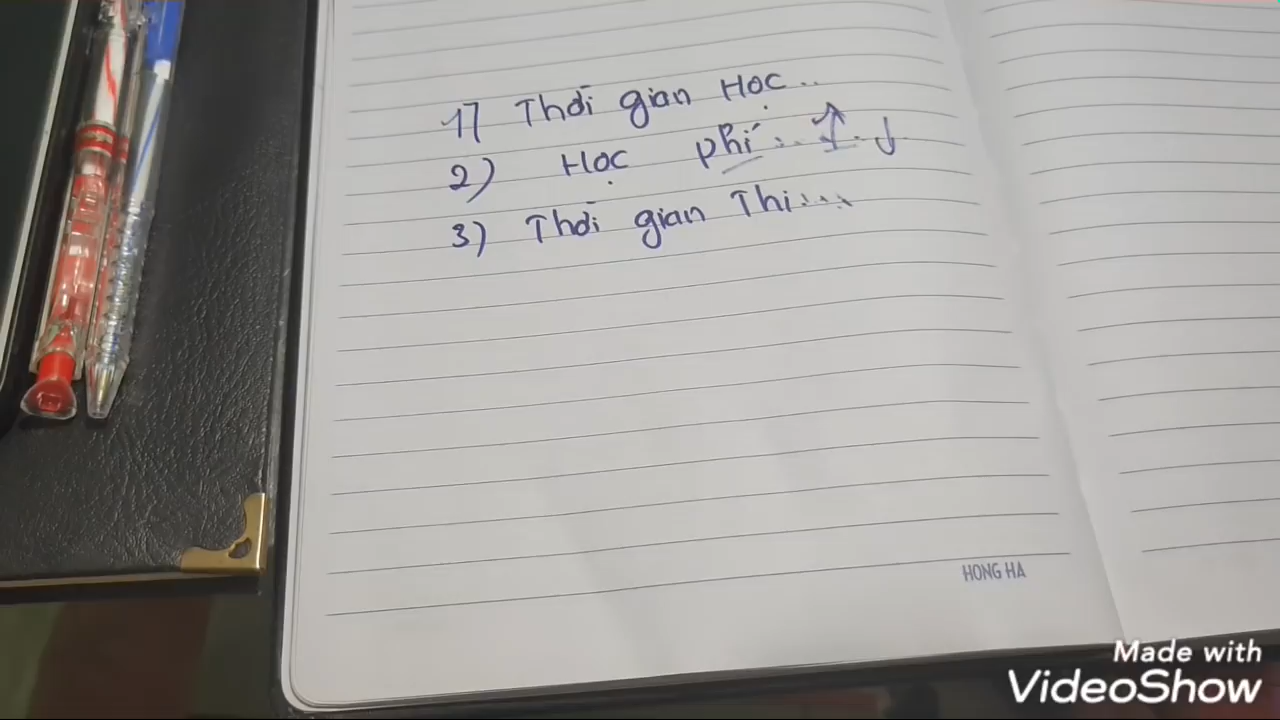 1) Thời gian Học...
2) Học phí... ↑. ↓
3) Thời gian Thi...
HONG HA
Made with
VideoShow